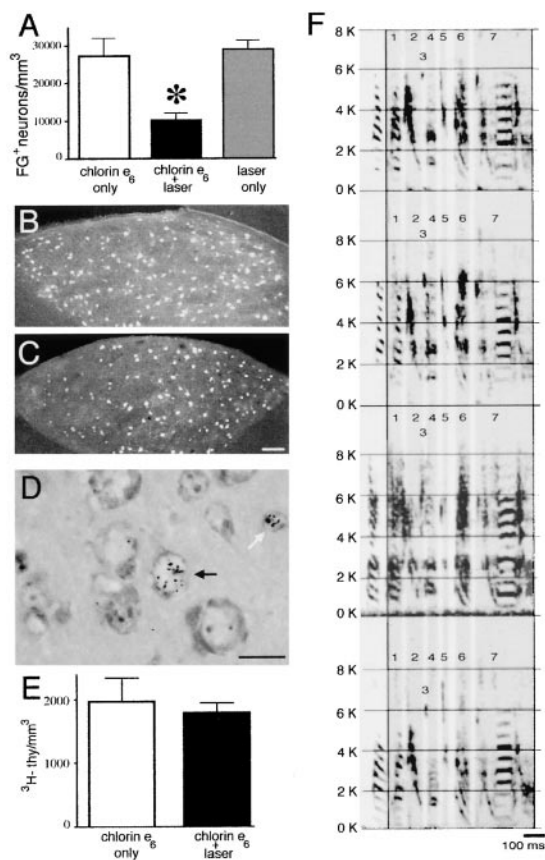 A
FG+ neurons/mm3
30000
20000
10000
0
*
chlorin e6 only
chlorin e6 + laser
laser only
B
C
D
E
3H- thy/mm3
2000
1000
0
chlorin e6 only
chlorin e6 + laser
F
1 2 4 5 6 7
3
8 K
6 K
4 K
2 K
0 K
1 2 4 5 6 7
3
8 K
6 K
4 K
2 K
0 K
1 2 4 5 6 7
3
8 K
6 K
4 K
2 K
0 K
1 2 4 5 6 7
3
8 K
6 K
4 K
2 K
0 K
100 ms